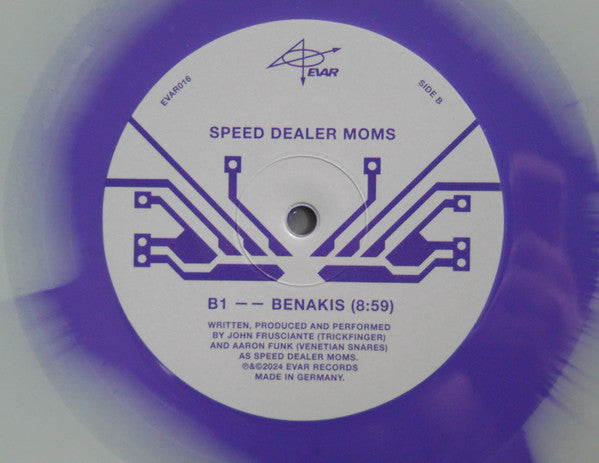 EVAR
EVAR016
SIDE B
SPEED DEALER MOMS
B1 —— BENAKIS (8:59)
WRITTEN, PRODUCED AND PERFORMED
BY JOHN FRUSCIANTE (TRICKFINGER)
AND AARON FUNK (VENETIAN SNARES)
AS SPEED DEALER MOMS.
℗&©2024 EVAR RECORDS
MADE IN GERMANY.